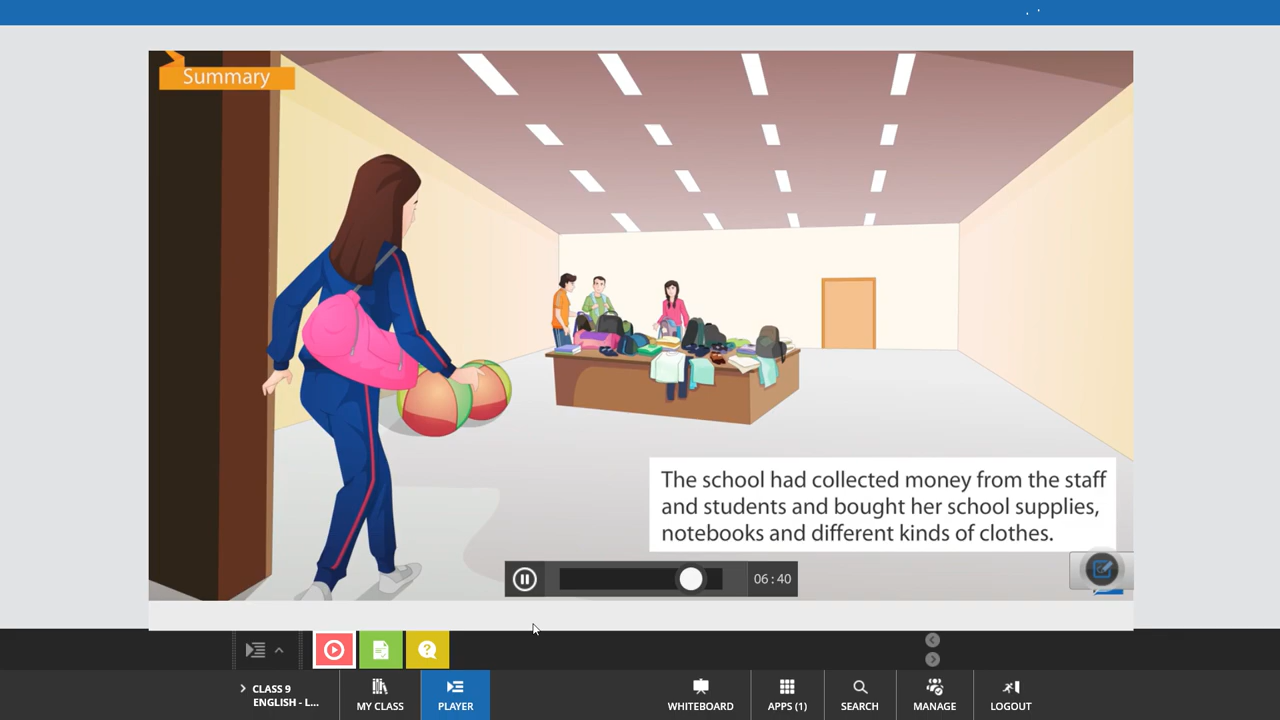 Summary
The school had collected money from the staff
and students and bought her school supplies,
notebooks and different kinds of clothes.
06 : 40
CLASS 9
ENGLISH - L...
MY CLASS
PLAYER
WHITEBOARD
APPS (1)
SEARCH
MANAGE
LOGOUT